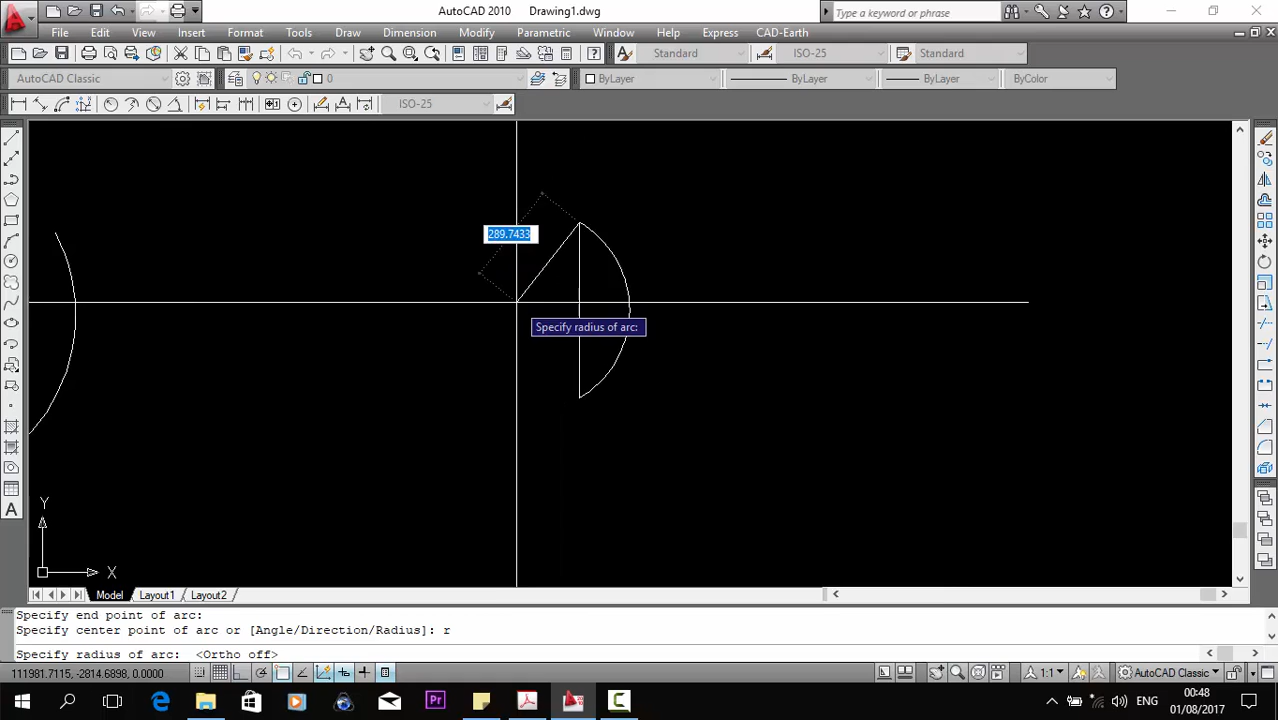 AutoCAD 2010 Drawing1.dwg
Type a keyword or phrase
File Edit View Insert Format Tools Draw Dimension Modify Parametric Window Help Express CAD-Earth
Standard ISO-25 Standard
AutoCAD Classic 0 ByLayer ByLayer ByLayer ByColor
ISO-25
289.7433
Specify radius of arc:
Y
X
A
Model Layout1 Layout2
Specify end point of arc:
Specify center point of arc or [Angle/Direction/Radius]: r
Specify radius of arc: <Ortho off>
111981.7115, -2814.6898, 0.0000 1:1 AutoCAD Classic
Pr
ENG
00:48
01/08/2017